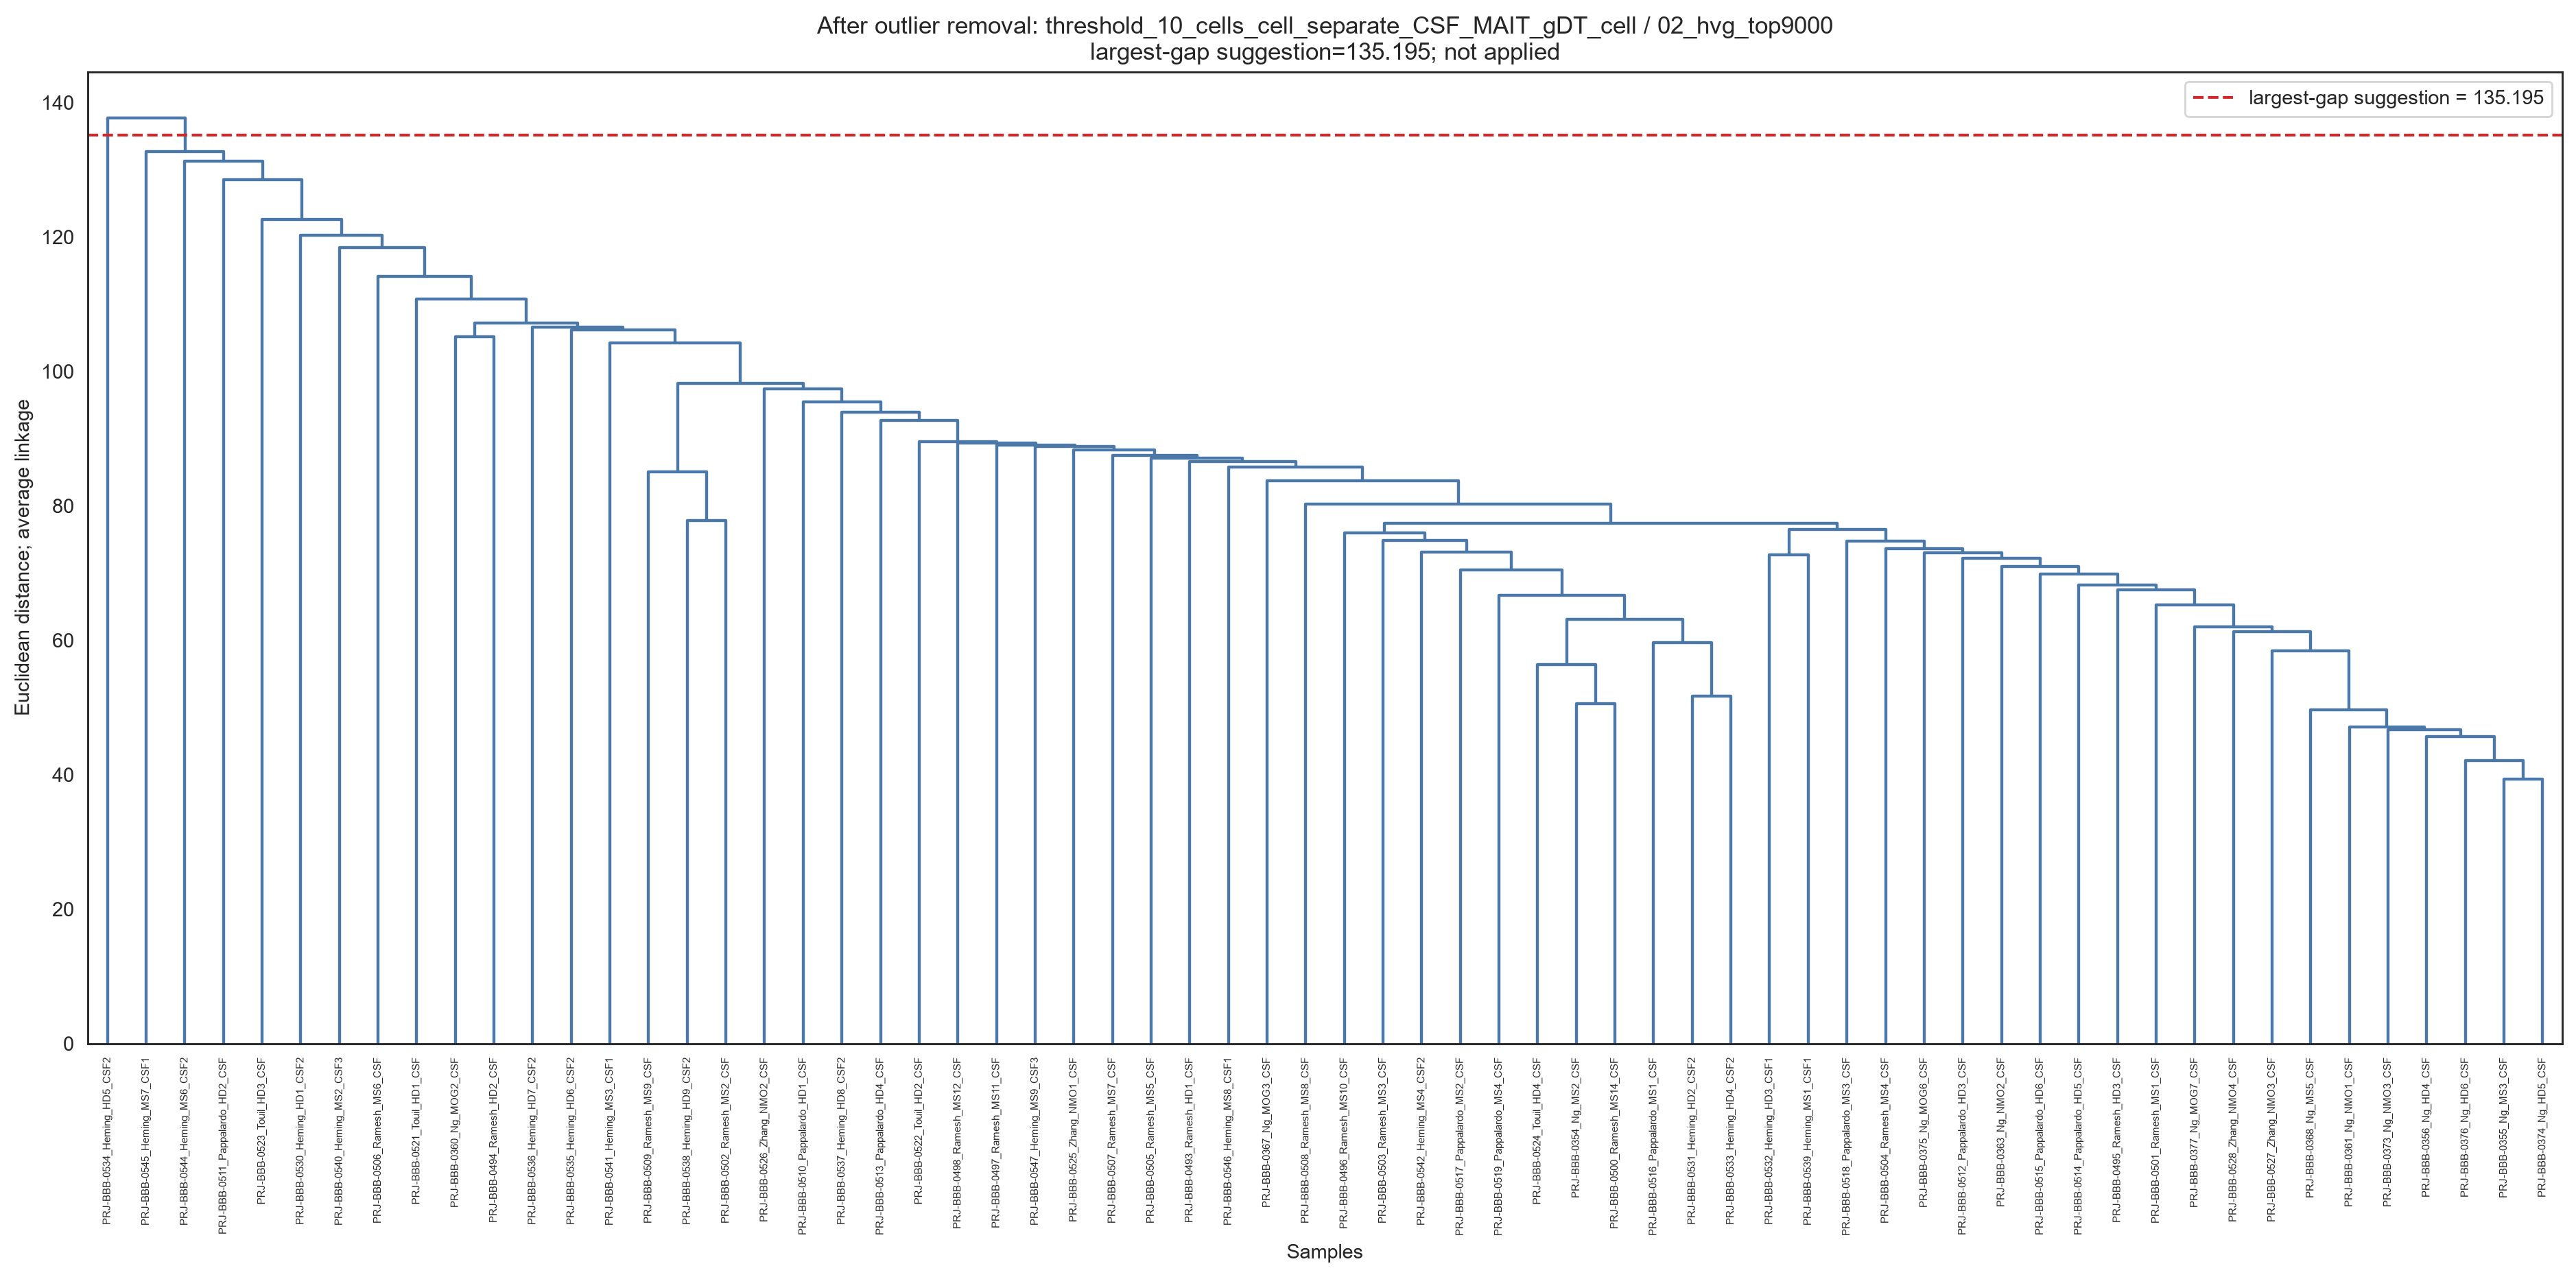 After outlier removal: threshold_10_cells_cell_separate_CSF_MAIT_gDT_cell / 02_hvg_top9000
largest-gap suggestion=135.195; not applied
largest-gap suggestion = 135.195
Euclidean distance; average linkage
140
120
100
80
60
40
20
0
PRJ-BBB-0534_Heming_HD5_CSF2
PRJ-BBB-0545_Heming_MS7_CSF1
PRJ-BBB-0544_Heming_MS6_CSF2
PRJ-BBB-0511_Pappalardo_HD2_CSF
PRJ-BBB-0523_Touil_HD3_CSF
PRJ-BBB-0530_Heming_HD1_CSF2
PRJ-BBB-0540_Heming_MS2_CSF3
PRJ-BBB-0506_Ramesh_MS6_CSF
PRJ-BBB-0521_Touil_HD1_CSF
PRJ-BBB-0360_Ng_MOG2_CSF
PRJ-BBB-0494_Ramesh_HD2_CSF
PRJ-BBB-0536_Heming_HD7_CSF2
PRJ-BBB-0535_Heming_HD6_CSF2
PRJ-BBB-0541_Heming_MS3_CSF1
PRJ-BBB-0509_Ramesh_MS9_CSF
PRJ-BBB-0538_Heming_HD9_CSF2
PRJ-BBB-0502_Ramesh_MS2_CSF
PRJ-BBB-0526_Zhang_NMO2_CSF
PRJ-BBB-0510_Pappalardo_HD1_CSF
PRJ-BBB-0537_Heming_HD8_CSF2
PRJ-BBB-0513_Pappalardo_HD4_CSF
PRJ-BBB-0522_Touil_HD2_CSF
PRJ-BBB-0498_Ramesh_MS12_CSF
PRJ-BBB-0497_Ramesh_MS11_CSF
PRJ-BBB-0547_Heming_MS9_CSF3
PRJ-BBB-0525_Zhang_NMO1_CSF
PRJ-BBB-0507_Ramesh_MS7_CSF
PRJ-BBB-0505_Ramesh_MS5_CSF
PRJ-BBB-0493_Ramesh_HD1_CSF
PRJ-BBB-0546_Heming_MS8_CSF1
PRJ-BBB-0367_Ng_MOG3_CSF
PRJ-BBB-0508_Ramesh_MS8_CSF
PRJ-BBB-0496_Ramesh_MS10_CSF
PRJ-BBB-0503_Ramesh_MS3_CSF
PRJ-BBB-0542_Heming_MS4_CSF2
PRJ-BBB-0517_Pappalardo_MS2_CSF
PRJ-BBB-0519_Pappalardo_MS4_CSF
PRJ-BBB-0524_Touil_HD4_CSF
PRJ-BBB-0354_Ng_MS2_CSF
PRJ-BBB-0500_Ramesh_MS14_CSF
PRJ-BBB-0516_Pappalardo_MS1_CSF
PRJ-BBB-0531_Heming_HD2_CSF2
PRJ-BBB-0533_Heming_HD4_CSF2
PRJ-BBB-0532_Heming_HD3_CSF1
PRJ-BBB-0539_Heming_MS1_CSF1
PRJ-BBB-0518_Pappalardo_MS3_CSF
PRJ-BBB-0504_Ramesh_MS4_CSF
PRJ-BBB-0375_Ng_MOG6_CSF
PRJ-BBB-0512_Pappalardo_HD3_CSF
PRJ-BBB-0363_Ng_NMO2_CSF
PRJ-BBB-0515_Pappalardo_HD6_CSF
PRJ-BBB-0514_Pappalardo_HD5_CSF
PRJ-BBB-0495_Ramesh_HD3_CSF
PRJ-BBB-0501_Ramesh_MS1_CSF
PRJ-BBB-0377_Ng_MOG7_CSF
PRJ-BBB-0528_Zhang_NMO4_CSF
PRJ-BBB-0527_Zhang_NMO3_CSF
PRJ-BBB-0368_Ng_MS5_CSF
PRJ-BBB-0361_Ng_NMO1_CSF
PRJ-BBB-0373_Ng_NMO3_CSF
PRJ-BBB-0356_Ng_HD4_CSF
PRJ-BBB-0376_Ng_HD6_CSF
PRJ-BBB-0355_Ng_MS3_CSF
PRJ-BBB-0374_Ng_HD5_CSF
Samples